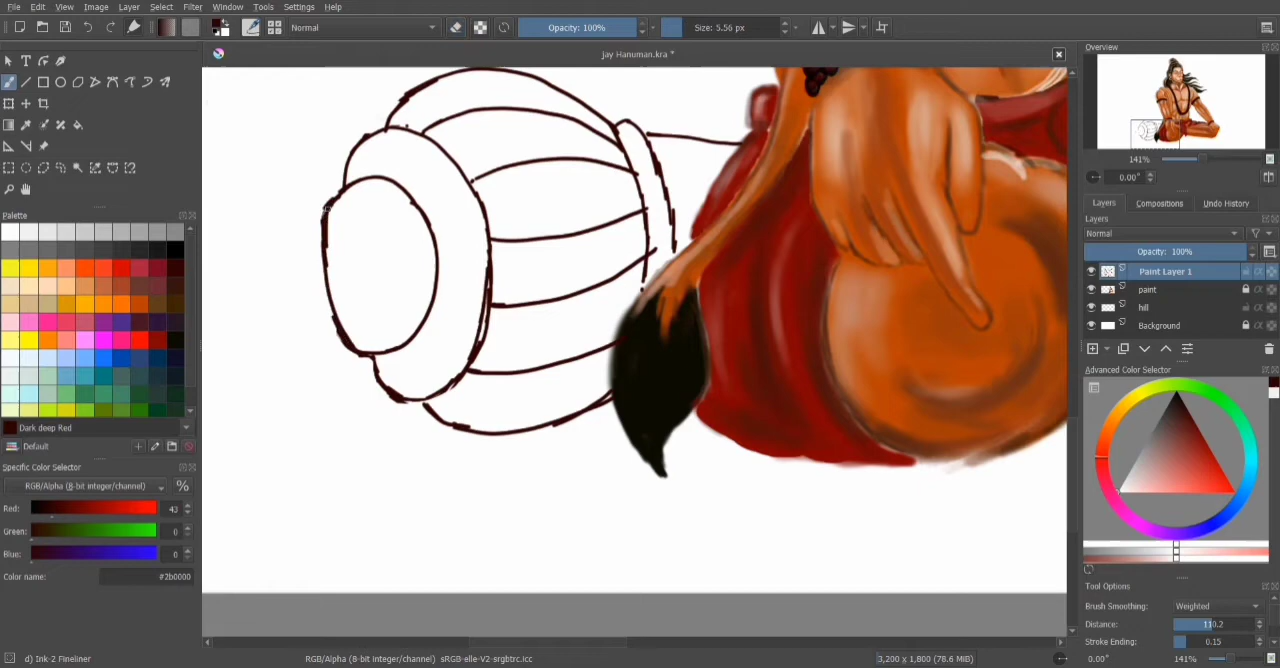 File Edit View Image Layer Select Filter Window Tools Settings Help
Normal Opacity: 100% Size: 5.56 px
Jay Hanuman.kra *
Overview
141%
0.00°
Layers Compositions Undo History
Layers
Normal
Opacity: 100%
Paint Layer 1
paint
hill
Background
Advanced Color Selector
Tool Options
Brush Smoothing: Weighted
Distance: 110.2
Stroke Ending: 0.15
Palette
Dark deep Red
Default
Specific Color Selector
RGB/Alpha (8-bit integer/channel) %
Red: 43
Green: 0
Blue: 0
Color name: #2b0000
d) Ink-2 Fineliner RGB/Alpha (8-bit integer/channel) sRGB-elle-V2-srgbtrc.icc 3,200 x 1,800 (78.6 MiB) 0.00° 141%